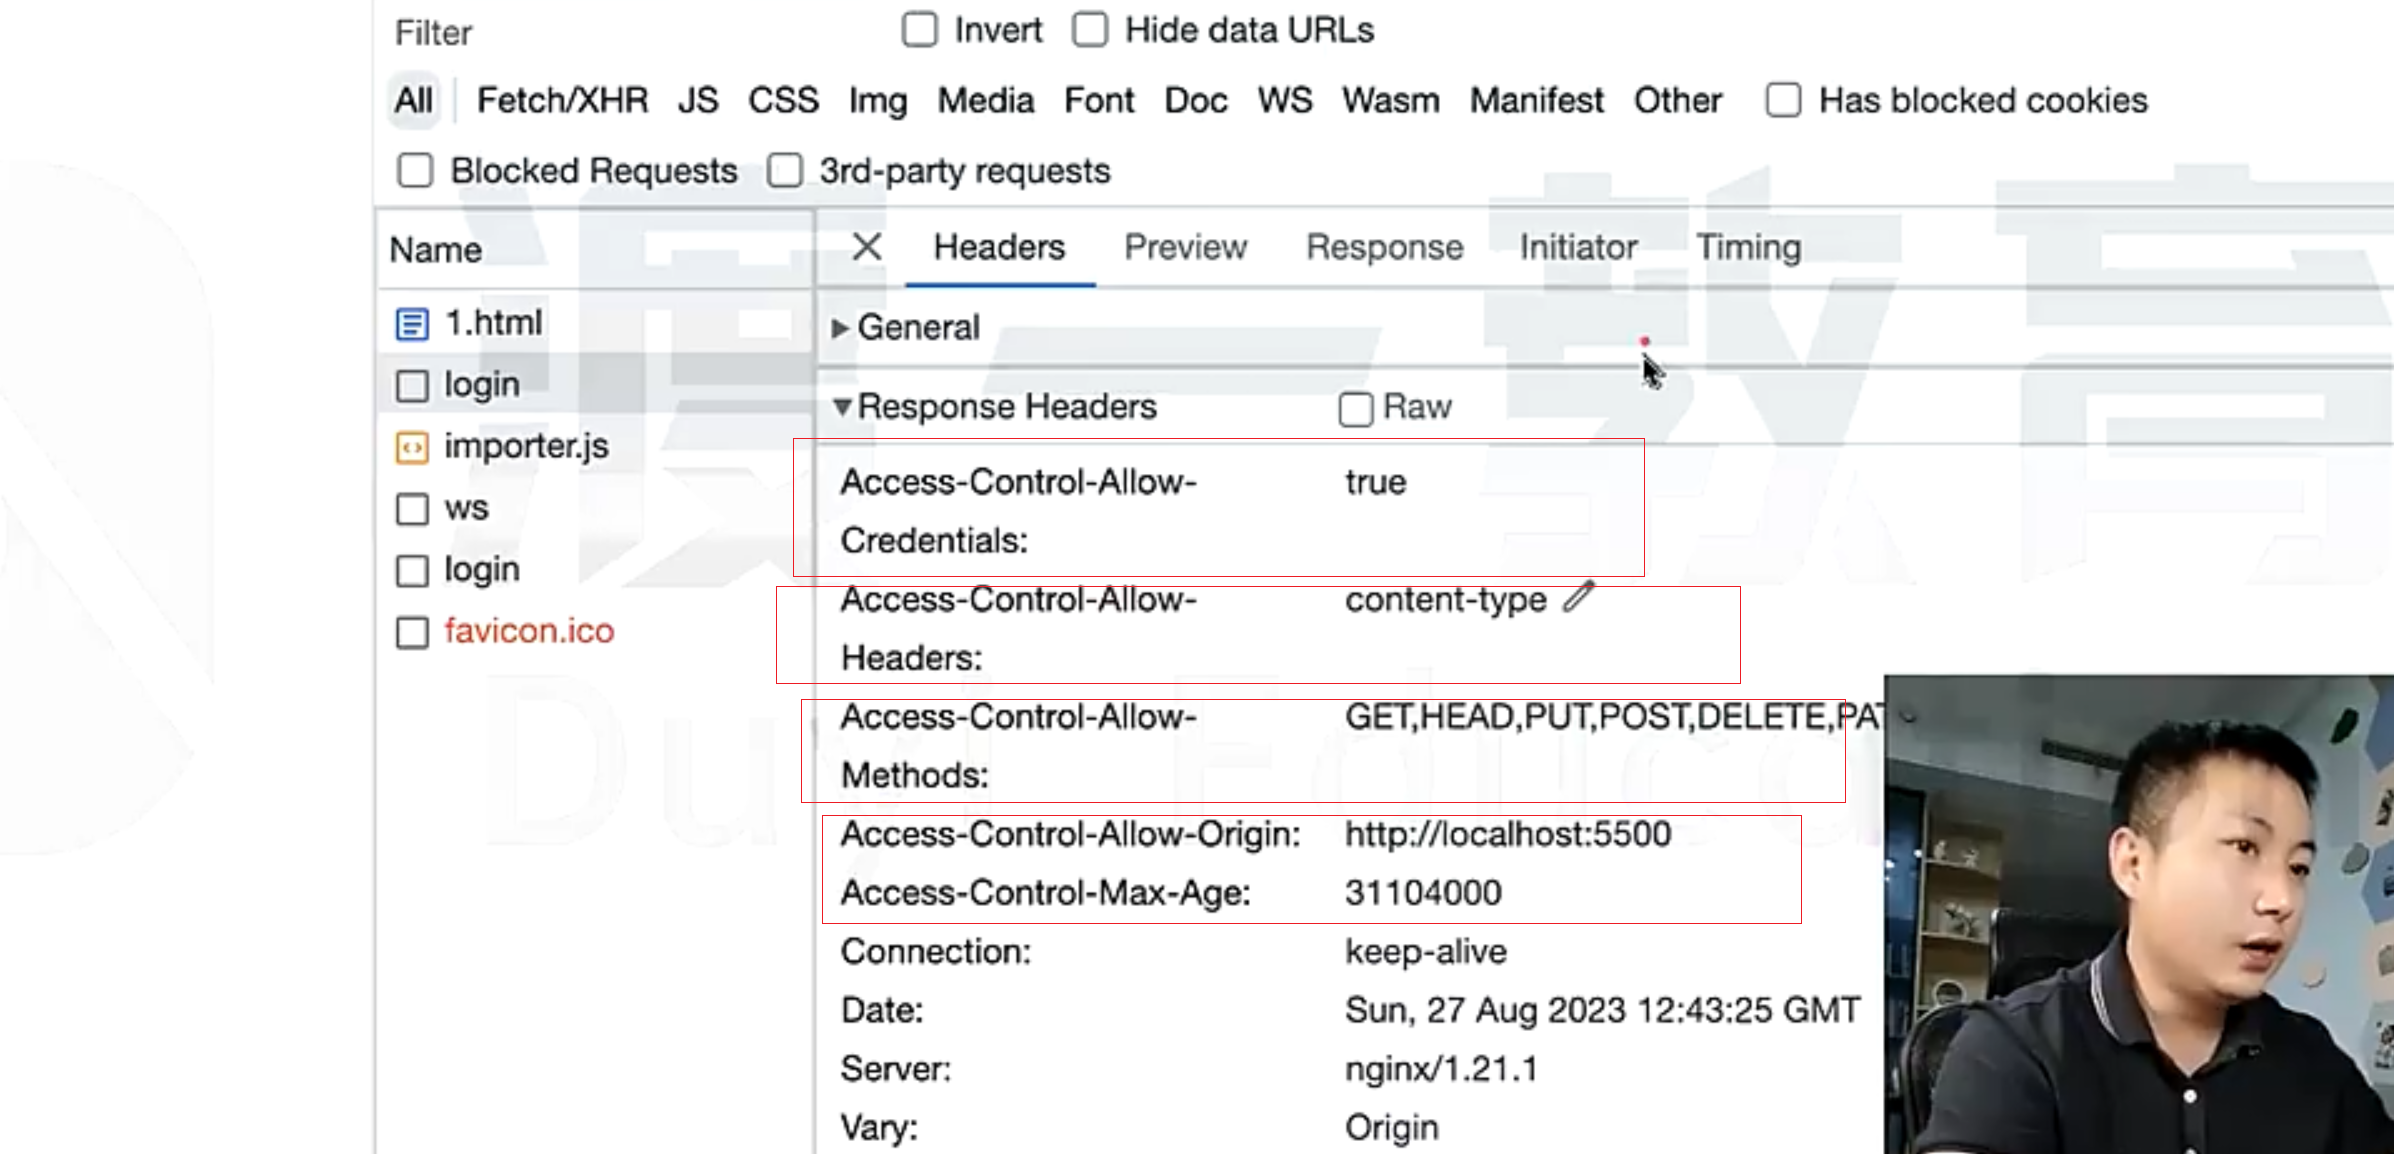 Filter Invert Hide data URLs
All Fetch/XHR JS CSS Img Media Font Doc WS Wasm Manifest Other Has blocked cookies
Blocked Requests 3rd-party requests
Name
1.html
login
importer.js
ws
login
favicon.ico
Headers Preview Response Initiator Timing
General
Response Headers Raw
Access-Control-Allow- true
Credentials:
Access-Control-Allow- content-type
Headers:
Access-Control-Allow- GET,HEAD,PUT,POST,DELETE,PAT
Methods:
Access-Control-Allow-Origin: http://localhost:5500
Access-Control-Max-Age: 31104000
Connection: keep-alive
Date: Sun, 27 Aug 2023 12:43:25 GMT
Server: nginx/1.21.1
Vary: Origin
渡一教育